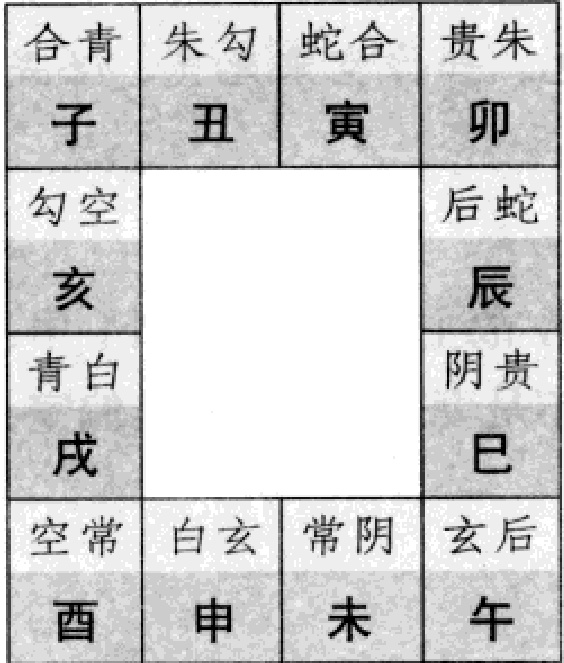 合青 朱勾 蛇合 贵朱
子 丑 寅 卯
勾空 后蛇
亥 辰
青白 阴贵
戌 巳
空常 白玄 常阴 玄后
酉 申 未 午